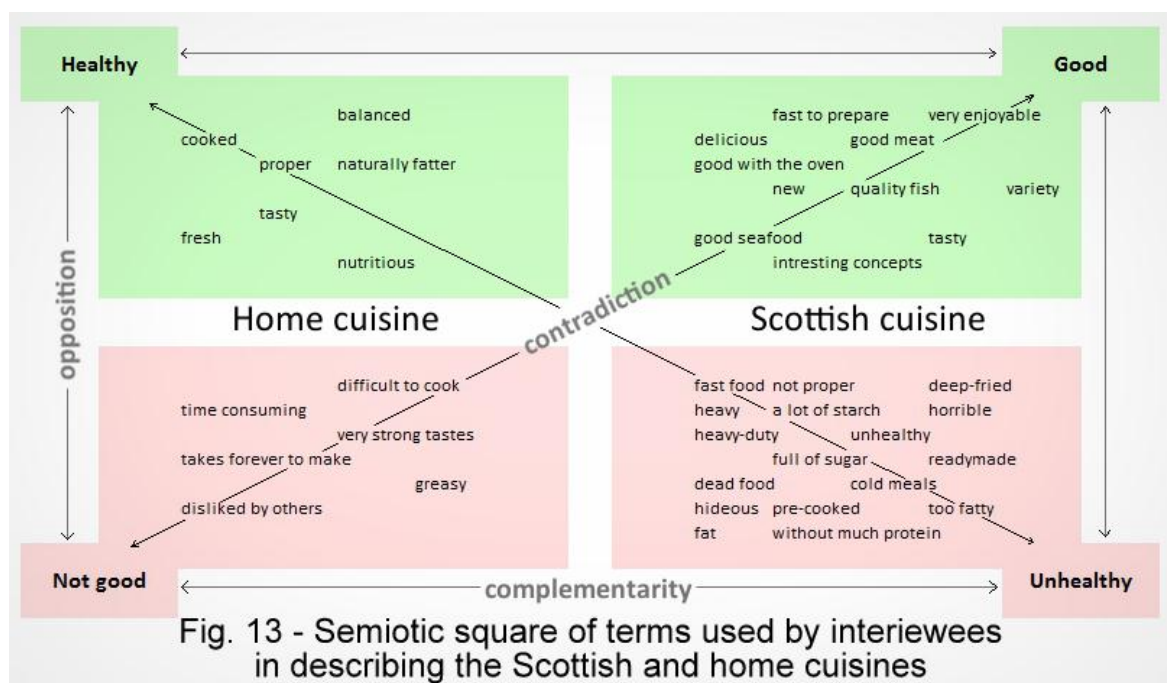 Healthy
Good
balanced
cooked
proper naturally fatter
tasty
fresh
nutritious
fast to prepare very enjoyable
delicious good meat
good with the oven
new quality fish variety
good seafood tasty
intresting concepts
Home cuisine
Scottish cuisine
opposition
contradiction
difficult to cook
time consuming
very strong tastes
takes forever to make
greasy
disliked by others
fast food not proper deep-fried
heavy a lot of starch horrible
heavy-duty unhealthy
full of sugar readymade
dead food cold meals
hideous pre-cooked too fatty
fat without much protein
Not good
complementarity
Unhealthy
Fig. 13 - Semiotic square of terms used by interiewees
in describing the Scottish and home cuisines